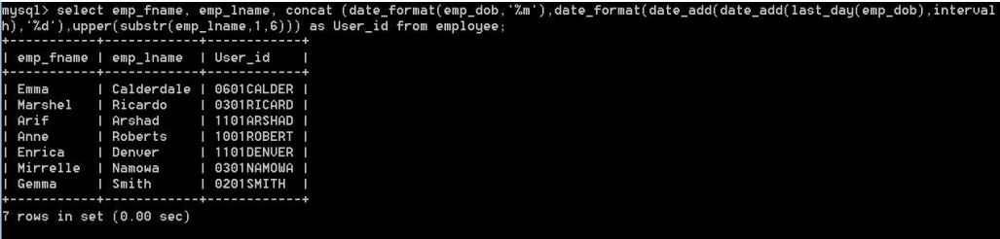 mysql> select emp_fname, emp_lname, concat (date_format(emp_dob,'%m'),date_format(date_add(date_add(last_day(emp_dob),interval
h),'%d'),upper(substr(emp_lname,1,6))) as User_id from employee;
+-----------+------------+------------+
| emp_fname | emp_lname | User_id |
+-----------+------------+------------+
| Emma | Calderdale | 0601CALDER |
| Marshel | Ricardo | 0301RICARD |
| Arif | Arshad | 1101ARSHAD |
| Anne | Roberts | 1001ROBERT |
| Enrica | Denver | 1101DENVER |
| Mirrelle | Namowa | 0301NAMOWA |
| Gemma | Smith | 0201SMITH |
+-----------+------------+------------+
7 rows in set (0.00 sec)